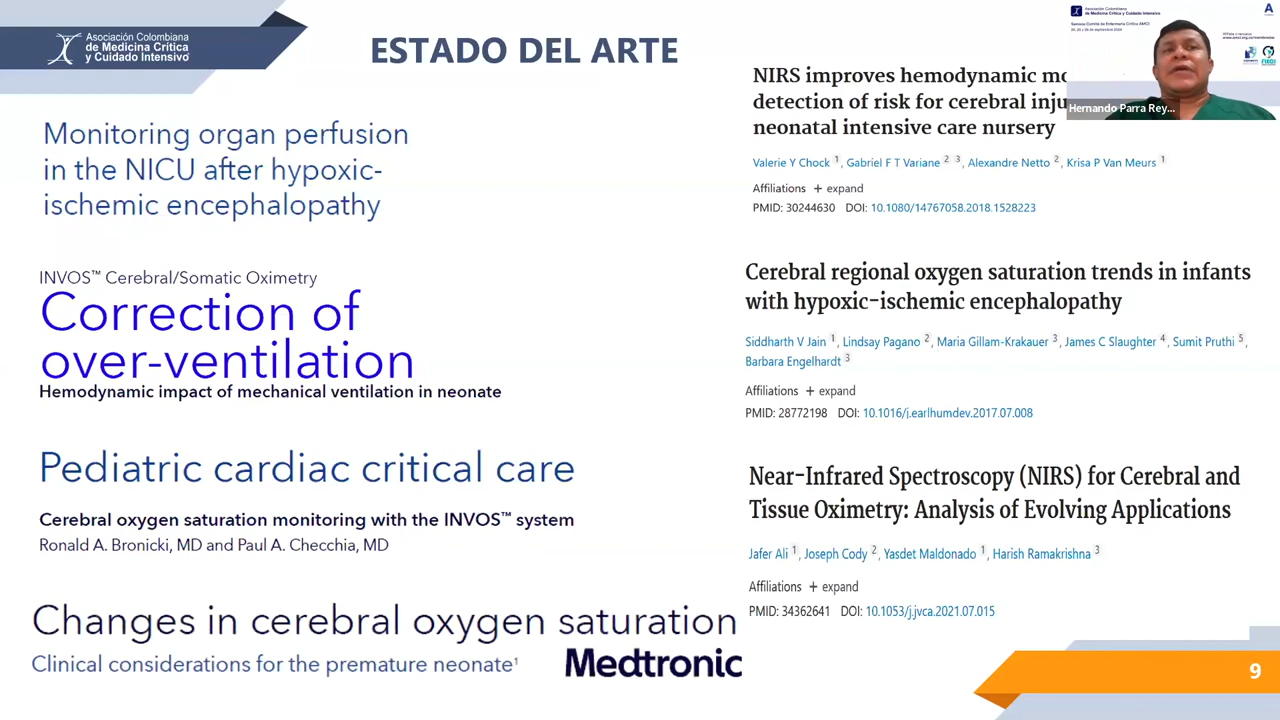 Asociación Colombiana
de Medicina Crítica
y Cuidado Intensivo
ESTADO DEL ARTE
Monitoring organ perfusion
in the NICU after hypoxic-
ischemic encephalopathy
INVOS™ Cerebral/Somatic Oximetry
Correction of
over-ventilation
Hemodynamic impact of mechanical ventilation in neonate
Pediatric cardiac critical care
Cerebral oxygen saturation monitoring with the INVOS™ system
Ronald A. Bronicki, MD and Paul A. Checchia, MD
Changes in cerebral oxygen saturation
Clinical considerations for the premature neonate¹
Medtronic
NIRS improves hemodynamic
detection of risk for cerebral
neonatal intensive care nursery
Valerie Y Chock 1, Gabriel F T Variane 2 3, Alexandre Netto 2, Krisa P Van Meurs 1
Affiliations + expand
PMID: 30244630 DOI: 10.1080/14767058.2018.1528223
Cerebral regional oxygen saturation trends in infants
with hypoxic-ischemic encephalopathy
Siddharth V Jain 1, Lindsay Pagano 2, Maria Gillam-Krakauer 3, James C Slaughter 4, Sumit Pruthi 5,
Barbara Engelhardt 3
Affiliations + expand
PMID: 28772198 DOI: 10.1016/j.earlhumdev.2017.07.008
Near-Infrared Spectroscopy (NIRS) for Cerebral and
Tissue Oximetry: Analysis of Evolving Applications
Jafer Ali 1, Joseph Cody 2, Yasdet Maldonado 1, Harish Ramakrishna 3
Affiliations + expand
PMID: 34362641 DOI: 10.1053/j.jvca.2021.07.015
Asociación Colombiana
de Medicina Crítica y Cuidado Intensivo
Hernando Parra Rey...
9